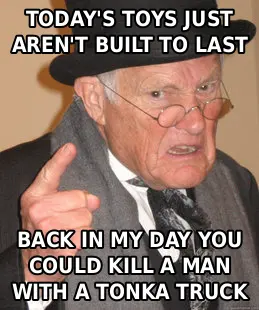 TODAY'S TOYS JUST
AREN'T BUILT TO LAST
BACK IN MY DAY YOU
COULD KILL A MAN
WITH A TONKA TRUCK